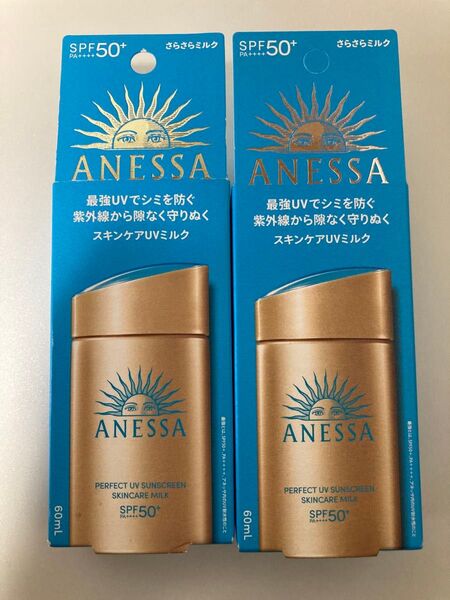 SPF50+
PA++++
さらさらミルク
ANESSA
最強UVでシミを防ぐ
紫外線から隙なく守りぬく
スキンケアUVミルク
ANESSA
PERFECT UV SUNSCREEN
SKINCARE MILK
SPF50+
PA++++
60mL
SPF50+
PA++++
さらさらミルク
ANESSA
最強UVでシミを防ぐ
紫外線から隙なく守りぬく
スキンケアUVミルク
ANESSA
PERFECT UV SUNSCREEN
SKINCARE MILK
SPF50+
PA++++
60mL